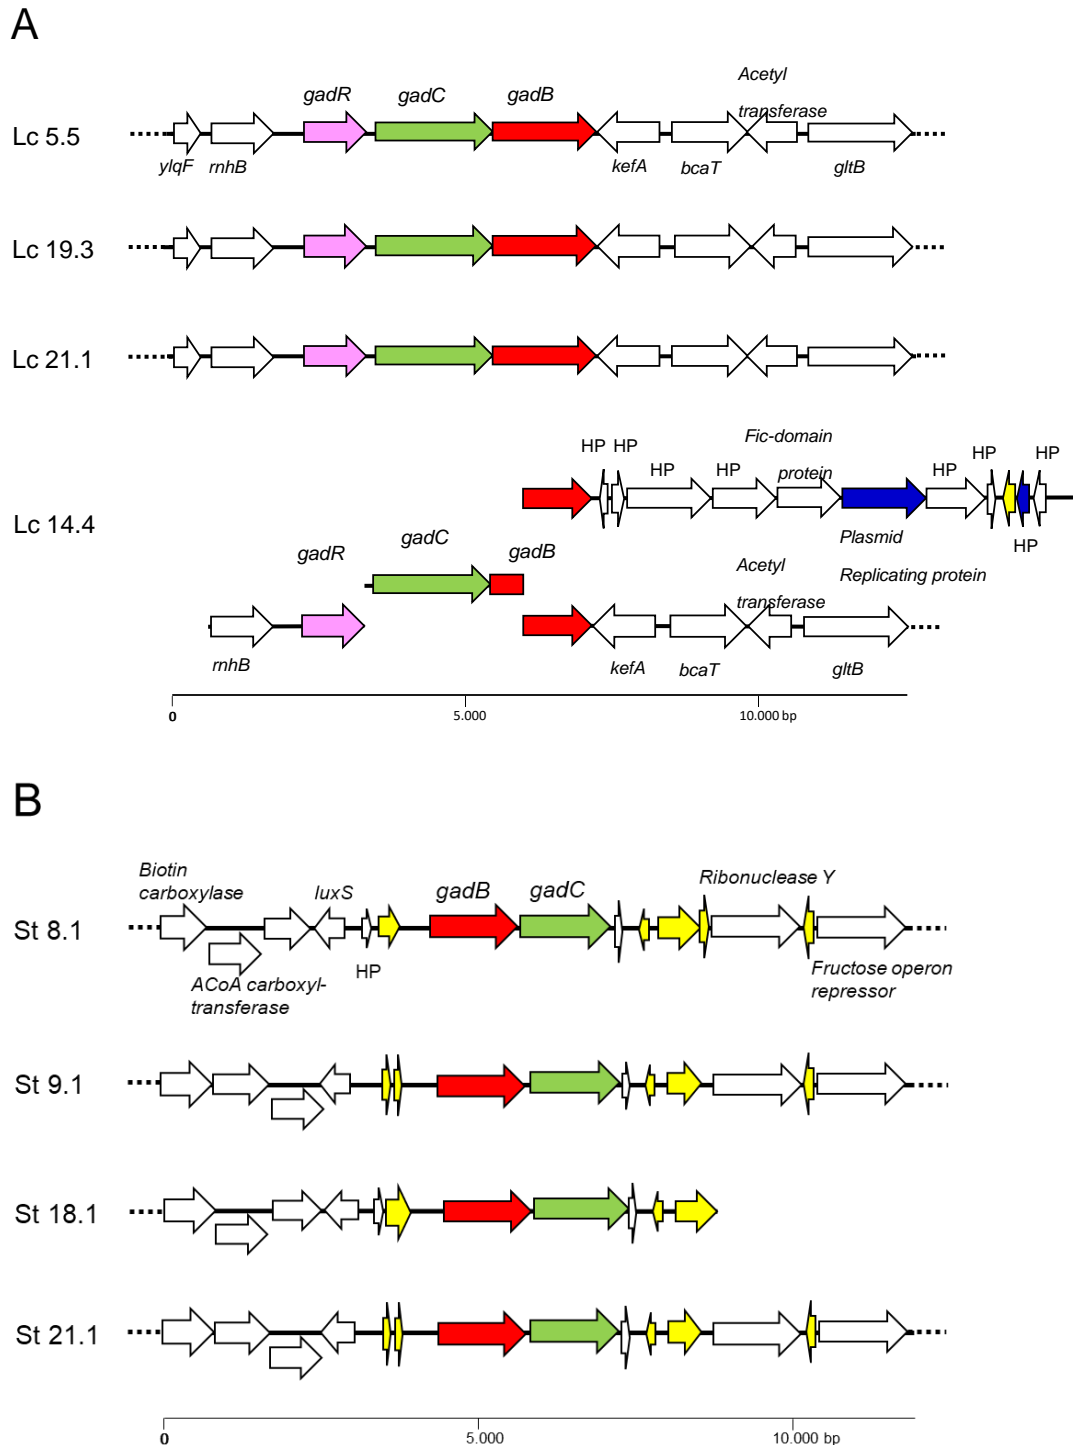 A
Acetyl
gadR gadC gadB
transferase
Lc 5.5
ylqF rnhB kefA bcaT gltB
Lc 19.3
Lc 21.1
Fic-domain
HP HP
HP HP protein HP HP HP
Lc 14.4
gadR gadC gadB
Plasmid
HP
Replicating protein
Acetyl
transferase
rnhB kefA bcaT gltB
0 5.000 10.000 bp
B
Biotin
carboxylase
luxS gadB gadC Ribonuclease Y
St 8.1
HP
ACoA carboxyl-
transferase
Fructose operon
repressor
St 9.1
St 18.1
St 21.1
0 5.000 10.000 bp